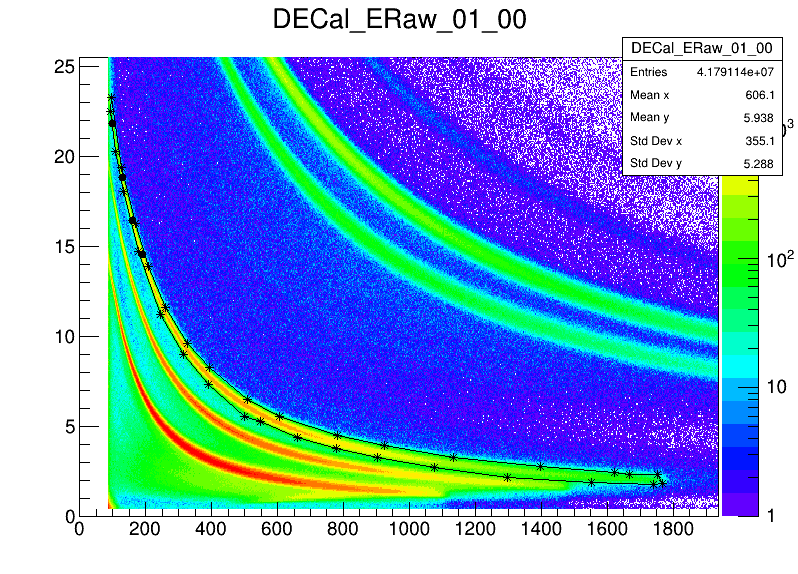 DECal_ERaw_01_00
DECal_ERaw_01_00
Entries 4.179114e+07
Mean x 606.1
Mean y 5.938
Std Dev x 355.1
Std Dev y 5.288
25
20
15
10
5
0
0 200 400 600 800 1000 1200 1400 1600 1800
10²
10
1